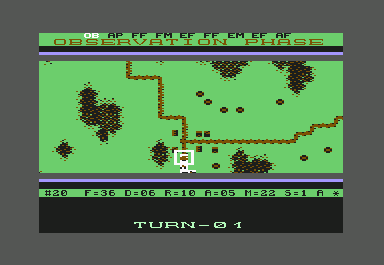 OB AP FF FM EF FF EM EF AF
OBSERVATION PHASE
#20 F=36 D=06 R=10 A=05 M=22 S=1 A *
TURN-01